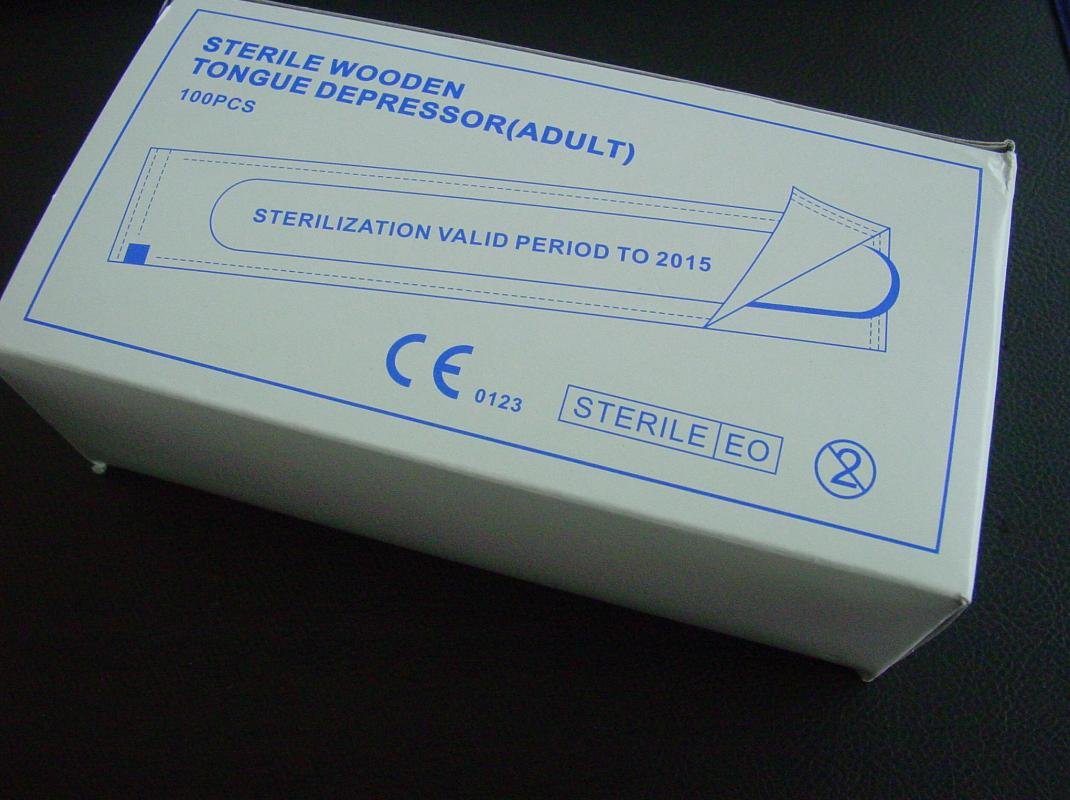 STERILE WOODEN
TONGUE DEPRESSOR(ADULT)
100PCS
STERILIZATION VALID PERIOD TO 2015
CE 0123
STERILE EO
2